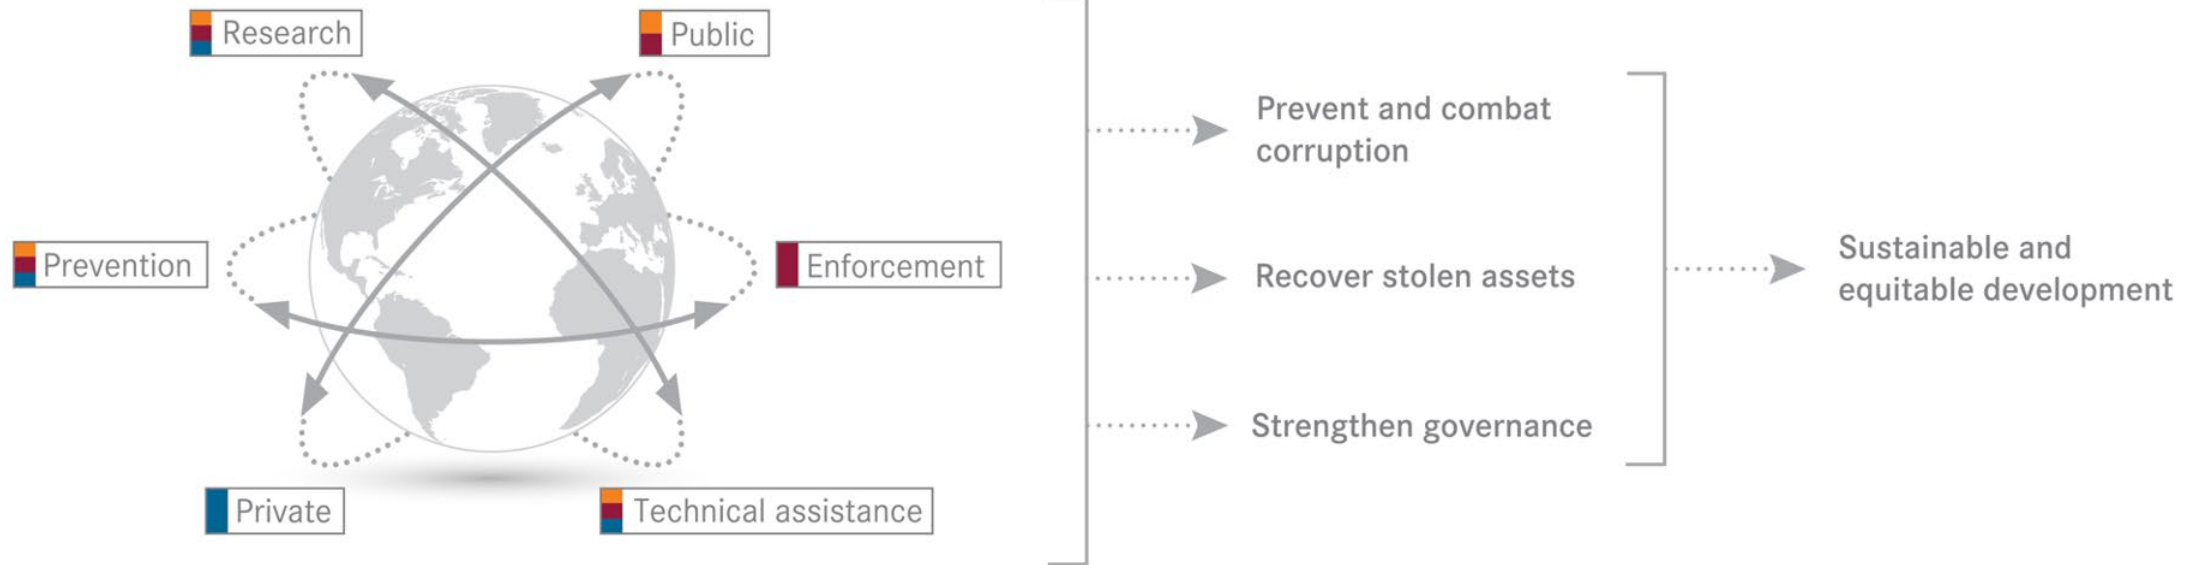 Research
Public
Prevention
Enforcement
Private
Technical assistance
Prevent and combat
corruption
Recover stolen assets
Strengthen governance
Sustainable and
equitable development